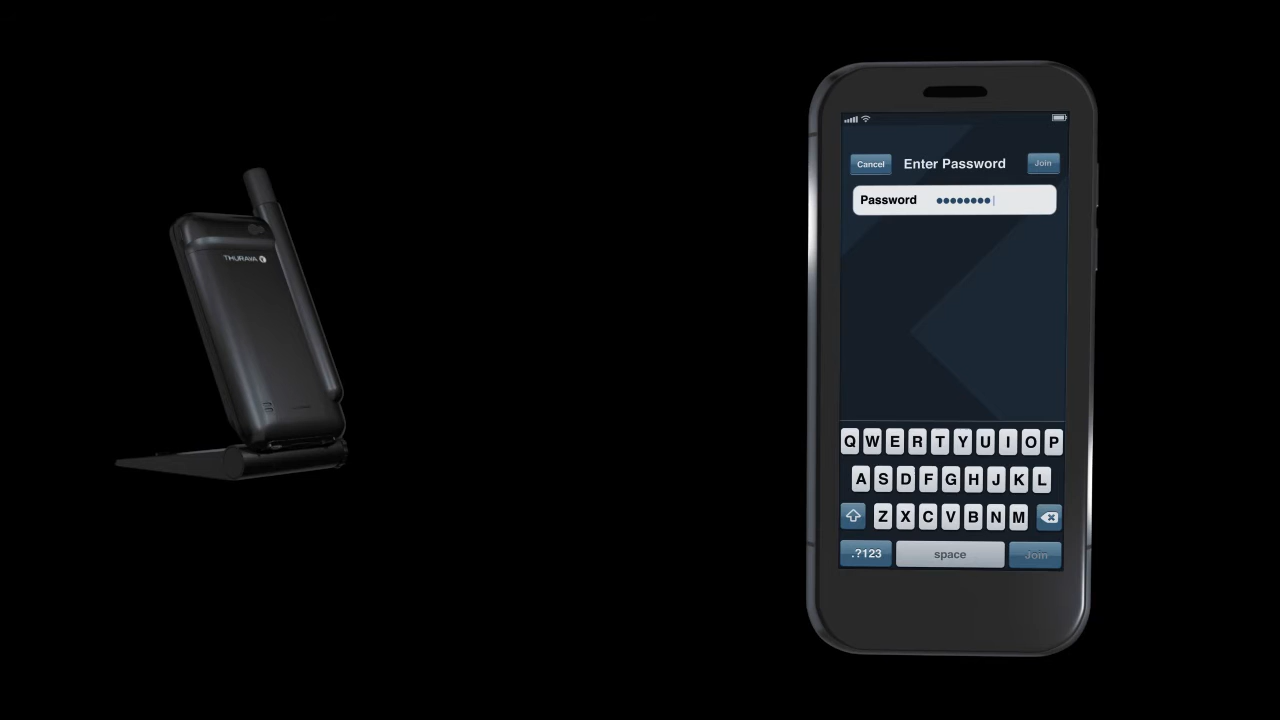 THURAYA
Cancel Enter Password Join
Password ••••••••
Q W E R T Y U I O P
A S D F G H J K L
Z X C V B N M
.?123 space Join